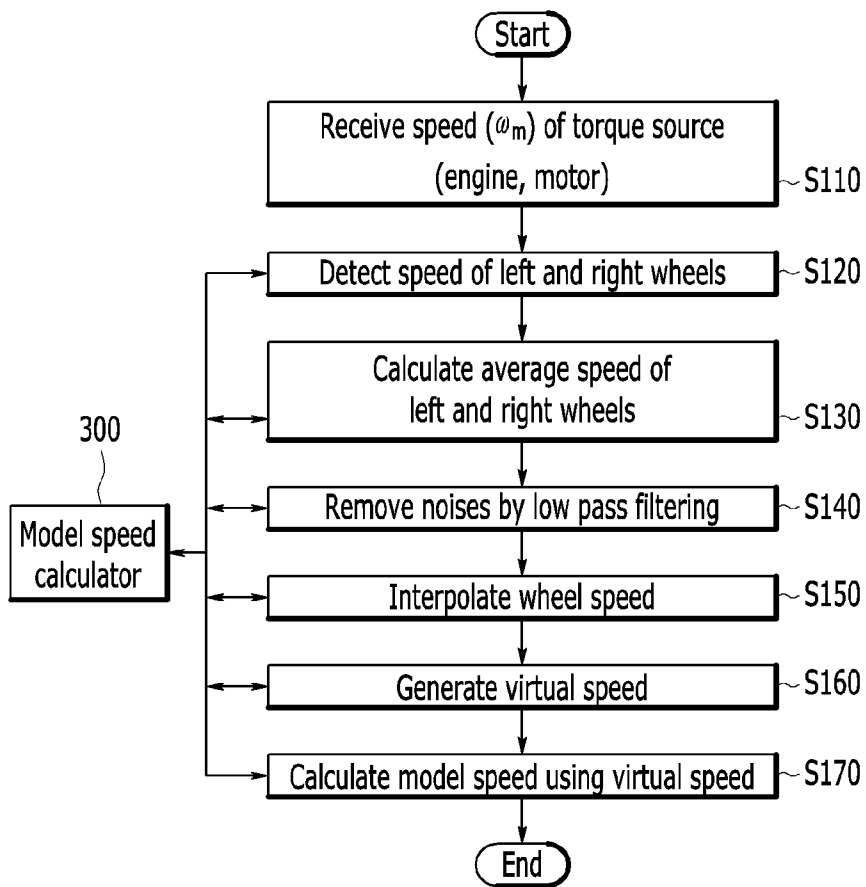 Start
Receive speed (ωm) of torque source
(engine, motor)
S110
Detect speed of left and right wheels
S120
Calculate average speed of
left and right wheels
S130
300
Remove noises by low pass filtering
S140
Model speed
calculator
Interpolate wheel speed
S150
Generate virtual speed
S160
Calculate model speed using virtual speed
S170
End